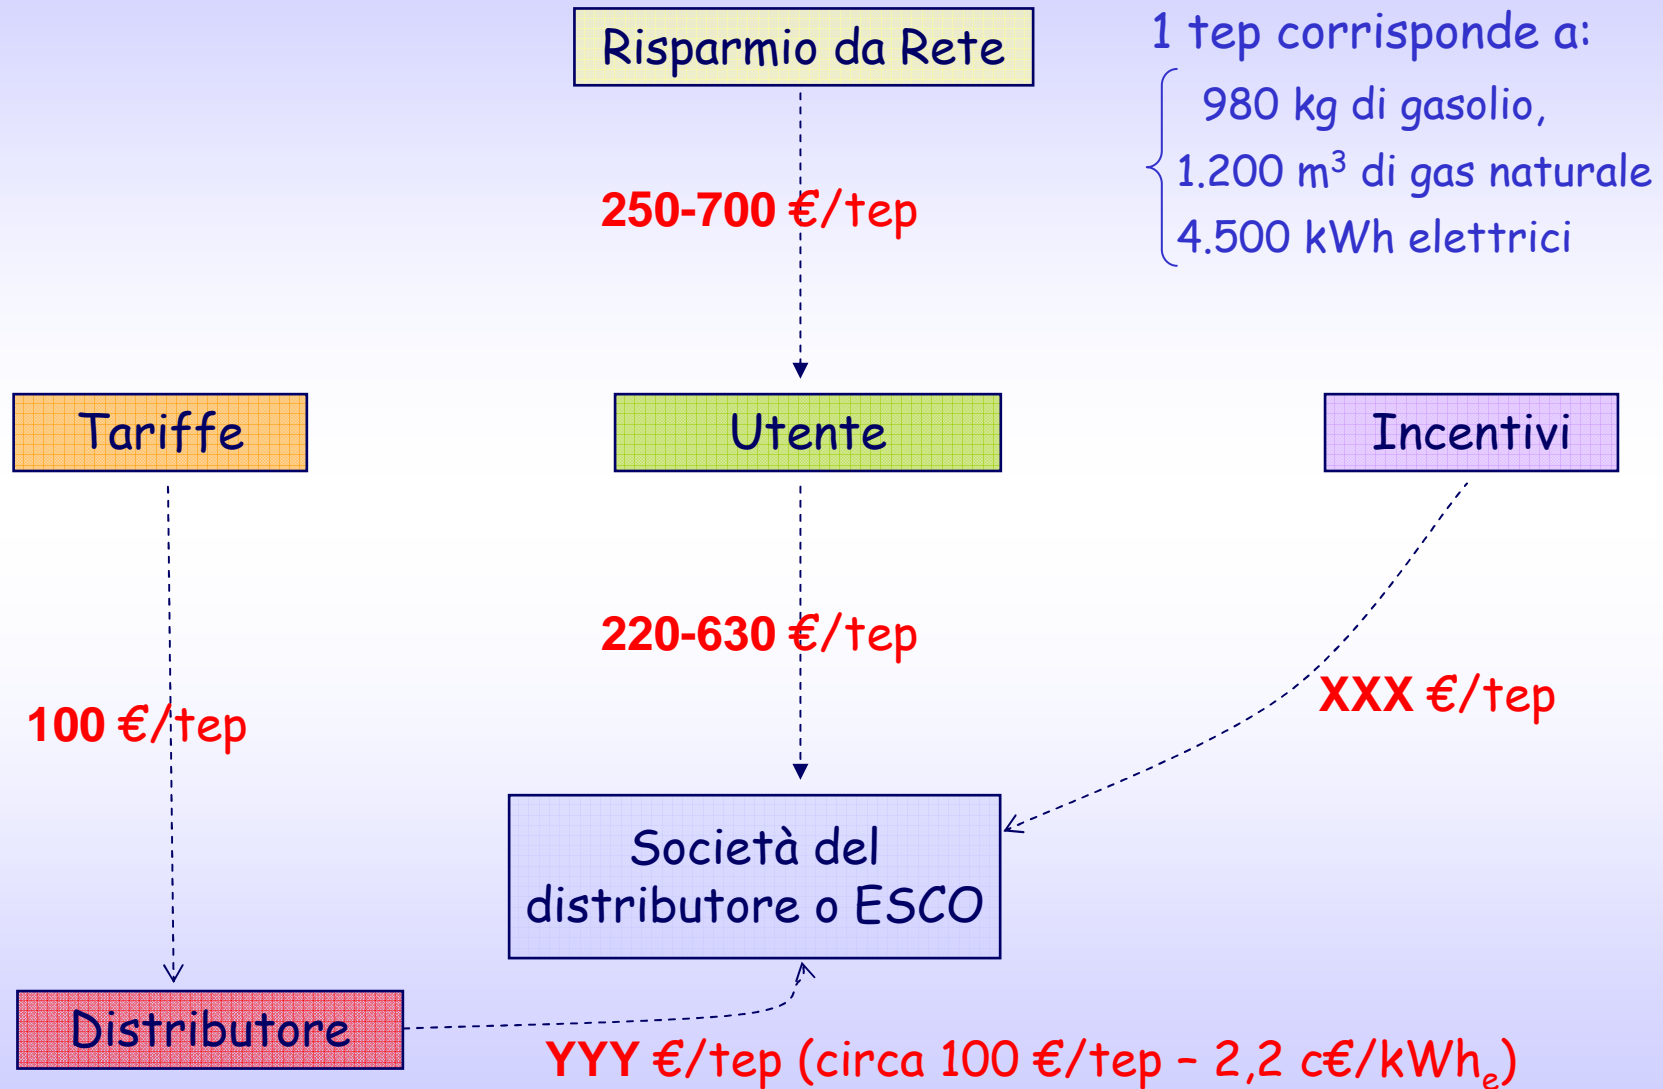 Risparmio da Rete
1 tep corrisponde a:
980 kg di gasolio,
1.200 m³ di gas naturale
4.500 kWh elettrici
250-700 €/tep
Tariffe
Utente
Incentivi
220-630 €/tep
XXX €/tep
100 €/tep
Società del
distributore o ESCO
Distributore
YYY €/tep (circa 100 €/tep – 2,2 c€/kWhₑ)